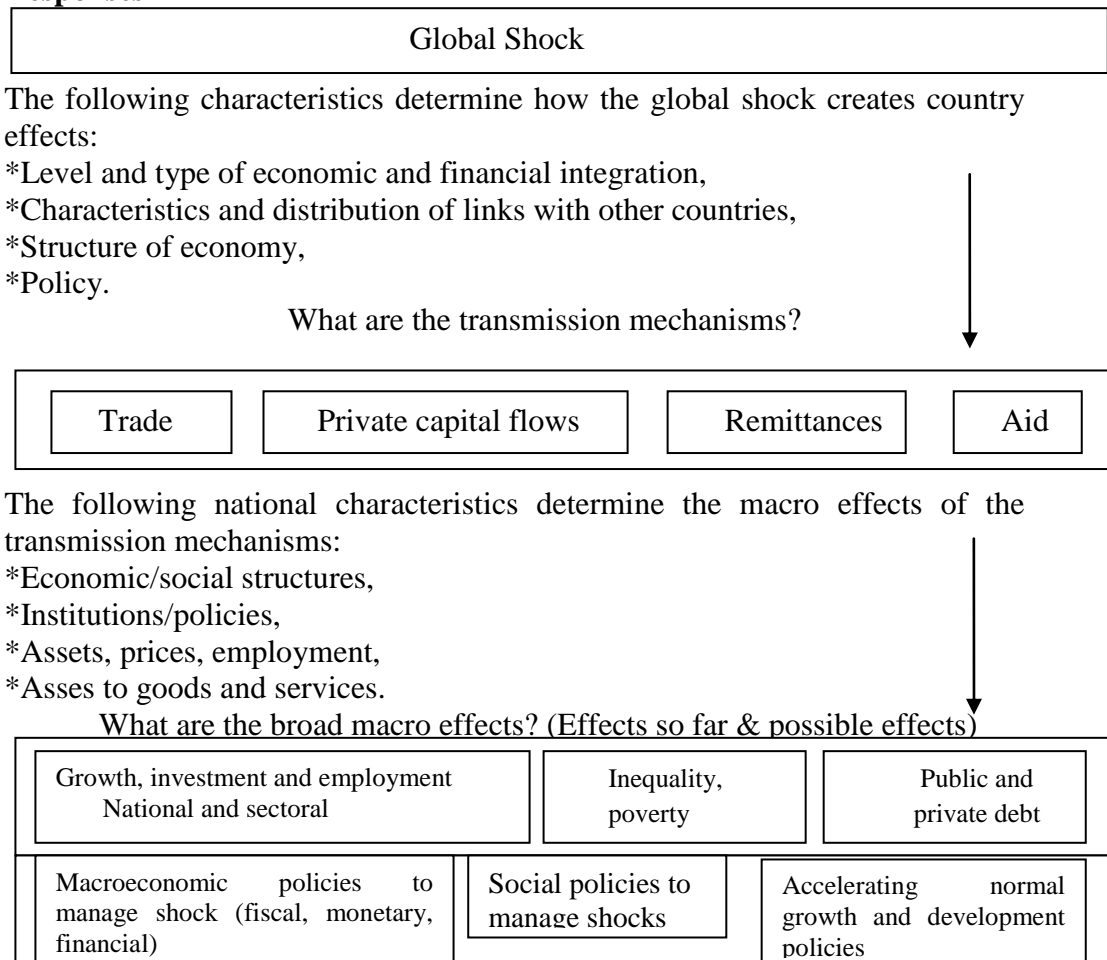 Global Shock
The following characteristics determine how the global shock creates country
effects:
*Level and type of economic and financial integration,
*Characteristics and distribution of links with other countries,
*Structure of economy,
*Policy.
What are the transmission mechanisms?
Trade Private capital flows Remittances Aid
The following national characteristics determine the macro effects of the
transmission mechanisms:
*Economic/social structures,
*Institutions/policies,
*Assets, prices, employment,
*Asses to goods and services.
What are the broad macro effects? (Effects so far & possible effects)
Growth, investment and employment
National and sectoral
Inequality,
poverty
Public and
private debt
Macroeconomic policies to
manage shock (fiscal, monetary,
financial)
Social policies to
manage shocks
Accelerating normal
growth and development
policies